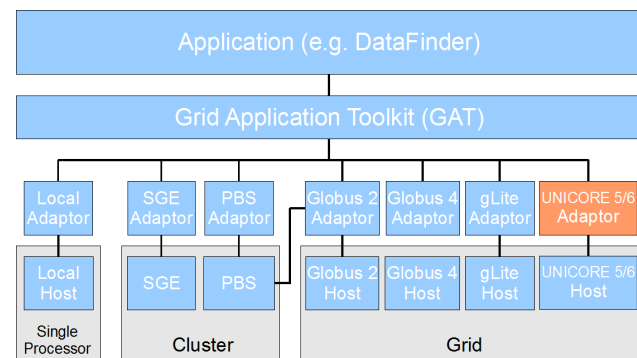 Application (e.g. DataFinder)
Grid Application Toolkit (GAT)
Local
Adaptor
SGE
Adaptor
PBS
Adaptor
Globus 2
Adaptor
Globus 4
Adaptor
gLite
Adaptor
UNICORE 5/6
Adaptor
Local
Host
SGE
PBS
Globus 2
Host
Globus 4
Host
gLite
Host
UNICORE 5/6
Host
Single
Processor
Cluster
Grid